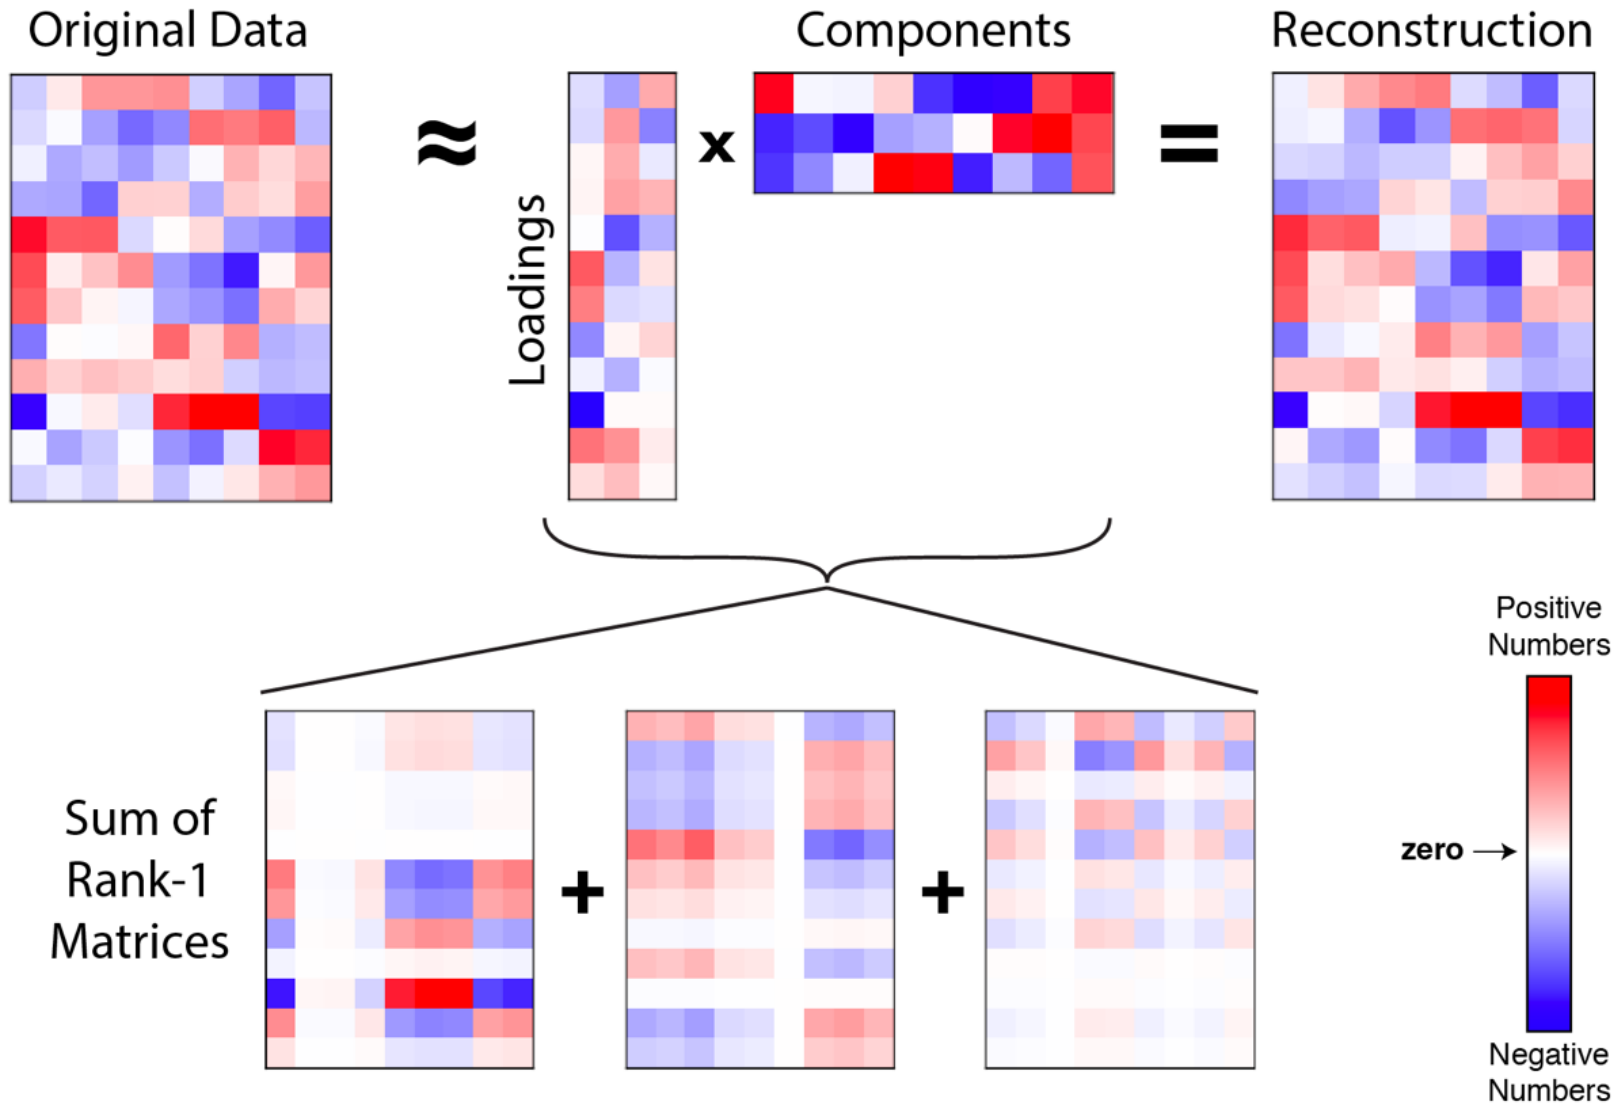 Original Data
≈
Loadings
x
Components
=
Reconstruction
Sum of
Rank-1
Matrices
+
+
Positive
Numbers
zero
Negative
Numbers